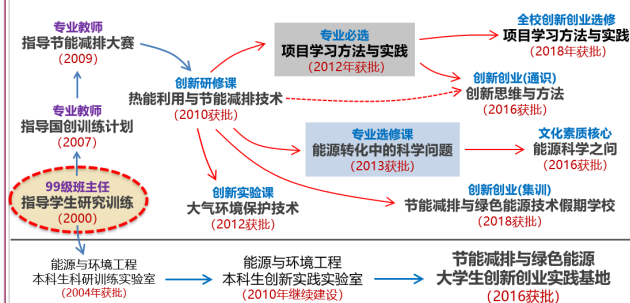 专业教师
指导节能减排大赛
(2009)
专业教师
指导国创训练计划
(2007)
99级班主任
指导学生研究训练
(2000)
创新研修课
热能利用与节能减排技术
(2010获批)
专业必选
项目学习方法与实践
(2012年获批)
全校创新创业选修
项目学习方法与实践
(2018年获批)
创新创业(通识)
创新思维与方法
(2016获批)
专业选修课
能源转化中的科学问题
(2013获批)
文化素质核心
能源科学之问
(2016获批)
创新实验课
大气环境保护技术
(2012获批)
创新创业(集训)
节能减排与绿色能源技术假期学校
(2018获批)
能源与环境工程
本科生科研训练实验室
(2004年获批)
能源与环境工程
本科生创新实践实验室
(2010年继续建设)
节能减排与绿色能源
大学生创新创业实践基地
(2016获批)